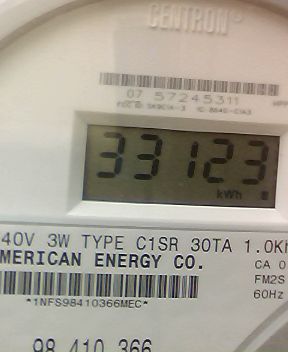 CENTRON®
07 57245311
33123
kWh
40V 3W TYPE C1SR 30TA 1.0Kh
MERICAN ENERGY CO.
CA 0
FM2S
*1NFS98410366MEC*
60Hz
98 410 366